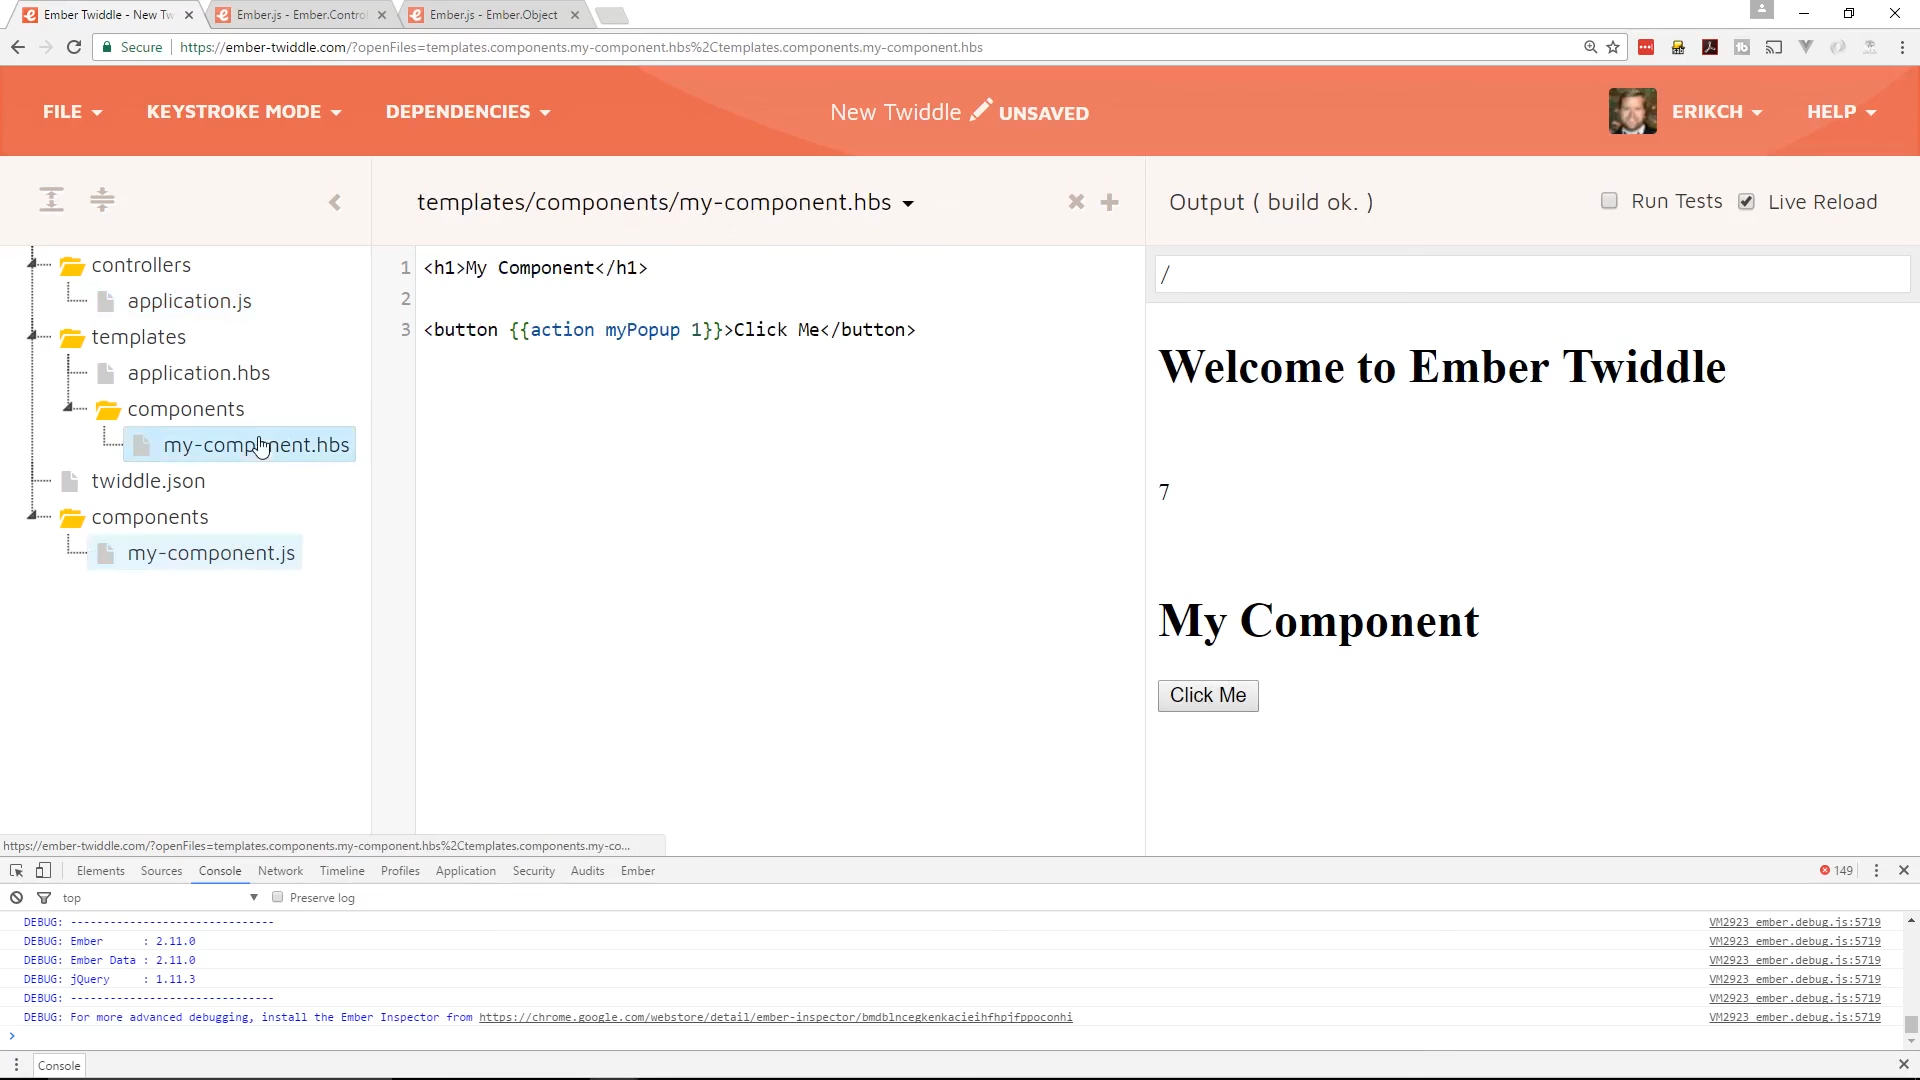 Ember Twiddle - New Tw
Ember.js - Ember.Control
Ember.js - Ember.Object
Secure
https://ember-twiddle.com/?openFiles=templates.components.my-component.hbs%2Ctemplates.components.my-component.hbs
FILE
KEYSTROKE MODE
DEPENDENCIES
New Twiddle
UNSAVED
ERIKCH
HELP
templates/components/my-component.hbs
Output ( build ok. )
Run Tests
Live Reload
controllers
application.js
templates
application.hbs
components
my-component.hbs
twiddle.json
components
my-component.js
1 <h1>My Component</h1>
2
3 <button {{action myPopup 1}}>Click Me</button>
/
Welcome to Ember Twiddle
7
My Component
Click Me
https://ember-twiddle.com/?openFiles=templates.components.my-component.hbs%2Ctemplates.components.my-co...
Elements Sources Console Network Timeline Profiles Application Security Audits Ember
149
top
Preserve log
DEBUG: -------------------------------
VM2923 ember.debug.js:5719
DEBUG: Ember      : 2.11.0
VM2923 ember.debug.js:5719
DEBUG: Ember Data : 2.11.0
VM2923 ember.debug.js:5719
DEBUG: jQuery     : 1.11.3
VM2923 ember.debug.js:5719
DEBUG: -------------------------------
VM2923 ember.debug.js:5719
DEBUG: For more advanced debugging, install the Ember Inspector from https://chrome.google.com/webstore/detail/ember-inspector/bmdblncegkenkacieihfhpjfppoconhi
VM2923 ember.debug.js:5719
Console